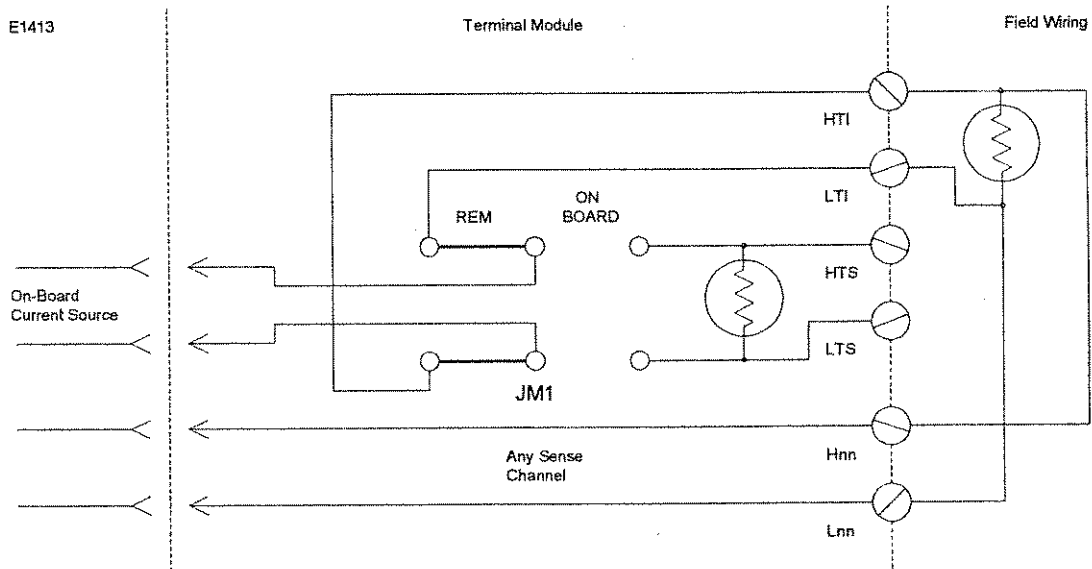 E1413
Terminal Module
Field Wiring
HTI
LTI
REM
ON
BOARD
HTS
On-Board
Current Source
LTS
JM1
Hnn
Any Sense
Channel
Lnn